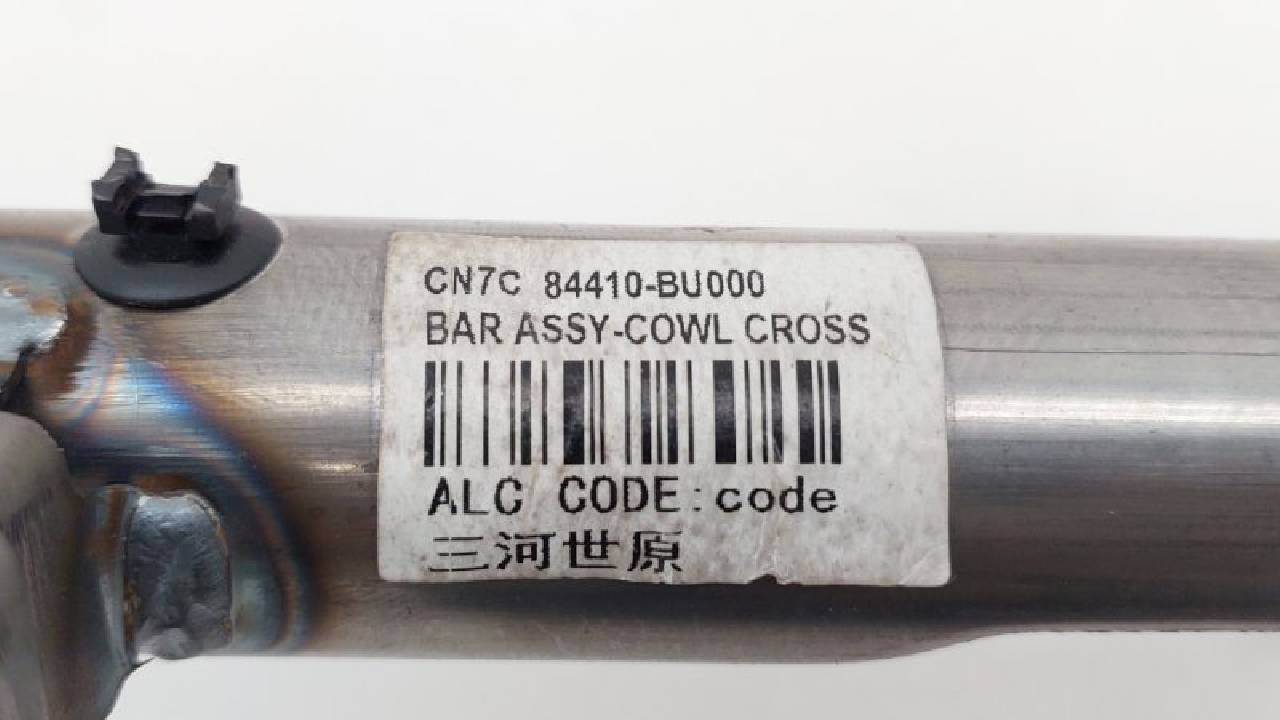 CN7C 84410-BU000
BAR ASSY-COWL CROSS
ALC CODE:code
三河世原